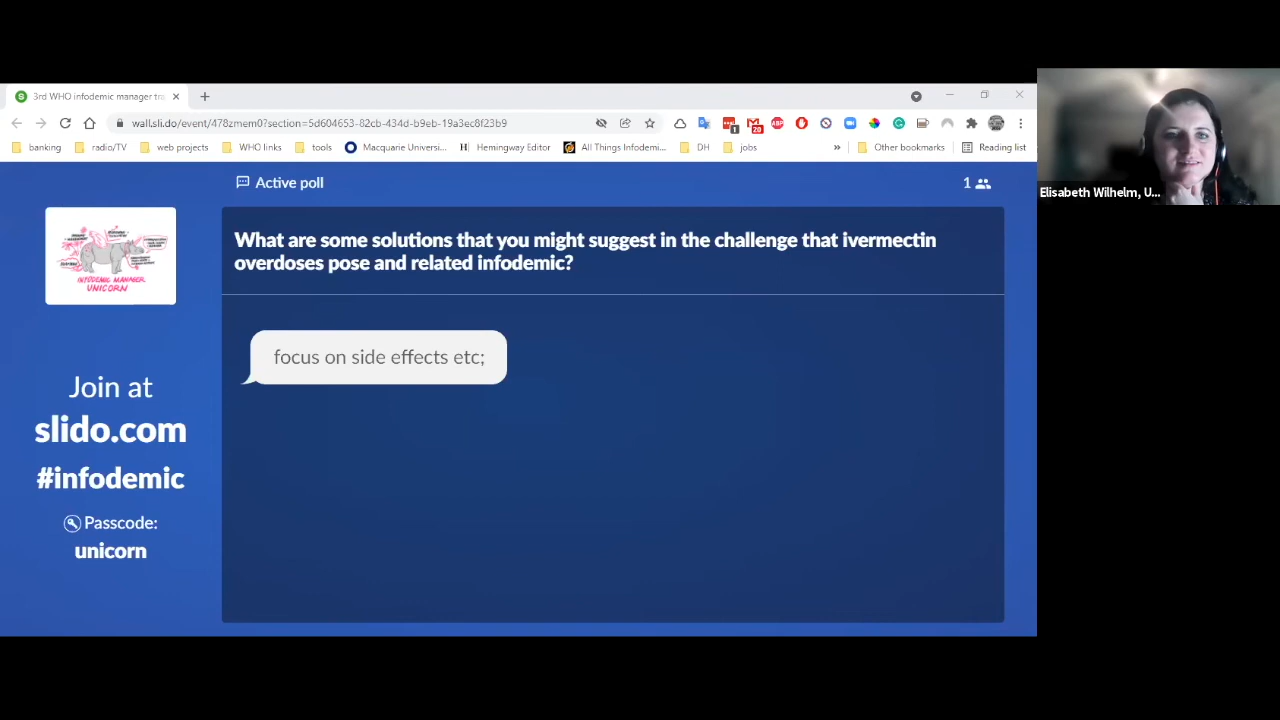 3rd WHO infodemic manager tra
wall.sli.do/event/478zmem0?section=5d604653-82cb-434d-b9eb-19a3ec8f23b9
banking
radio/TV
web projects
WHO links
tools
Macquarie Universi...
Hemingway Editor
All Things Infodemi...
DH
jobs
»
Other bookmarks
Reading list
Active poll
1
What are some solutions that you might suggest in the challenge that ivermectin
overdoses pose and related infodemic?
focus on side effects etc;
INFODEMIC MANAGER
UNICORN
Join at
slido.com
#infodemic
Passcode:
unicorn
Elisabeth Wilhelm, U...